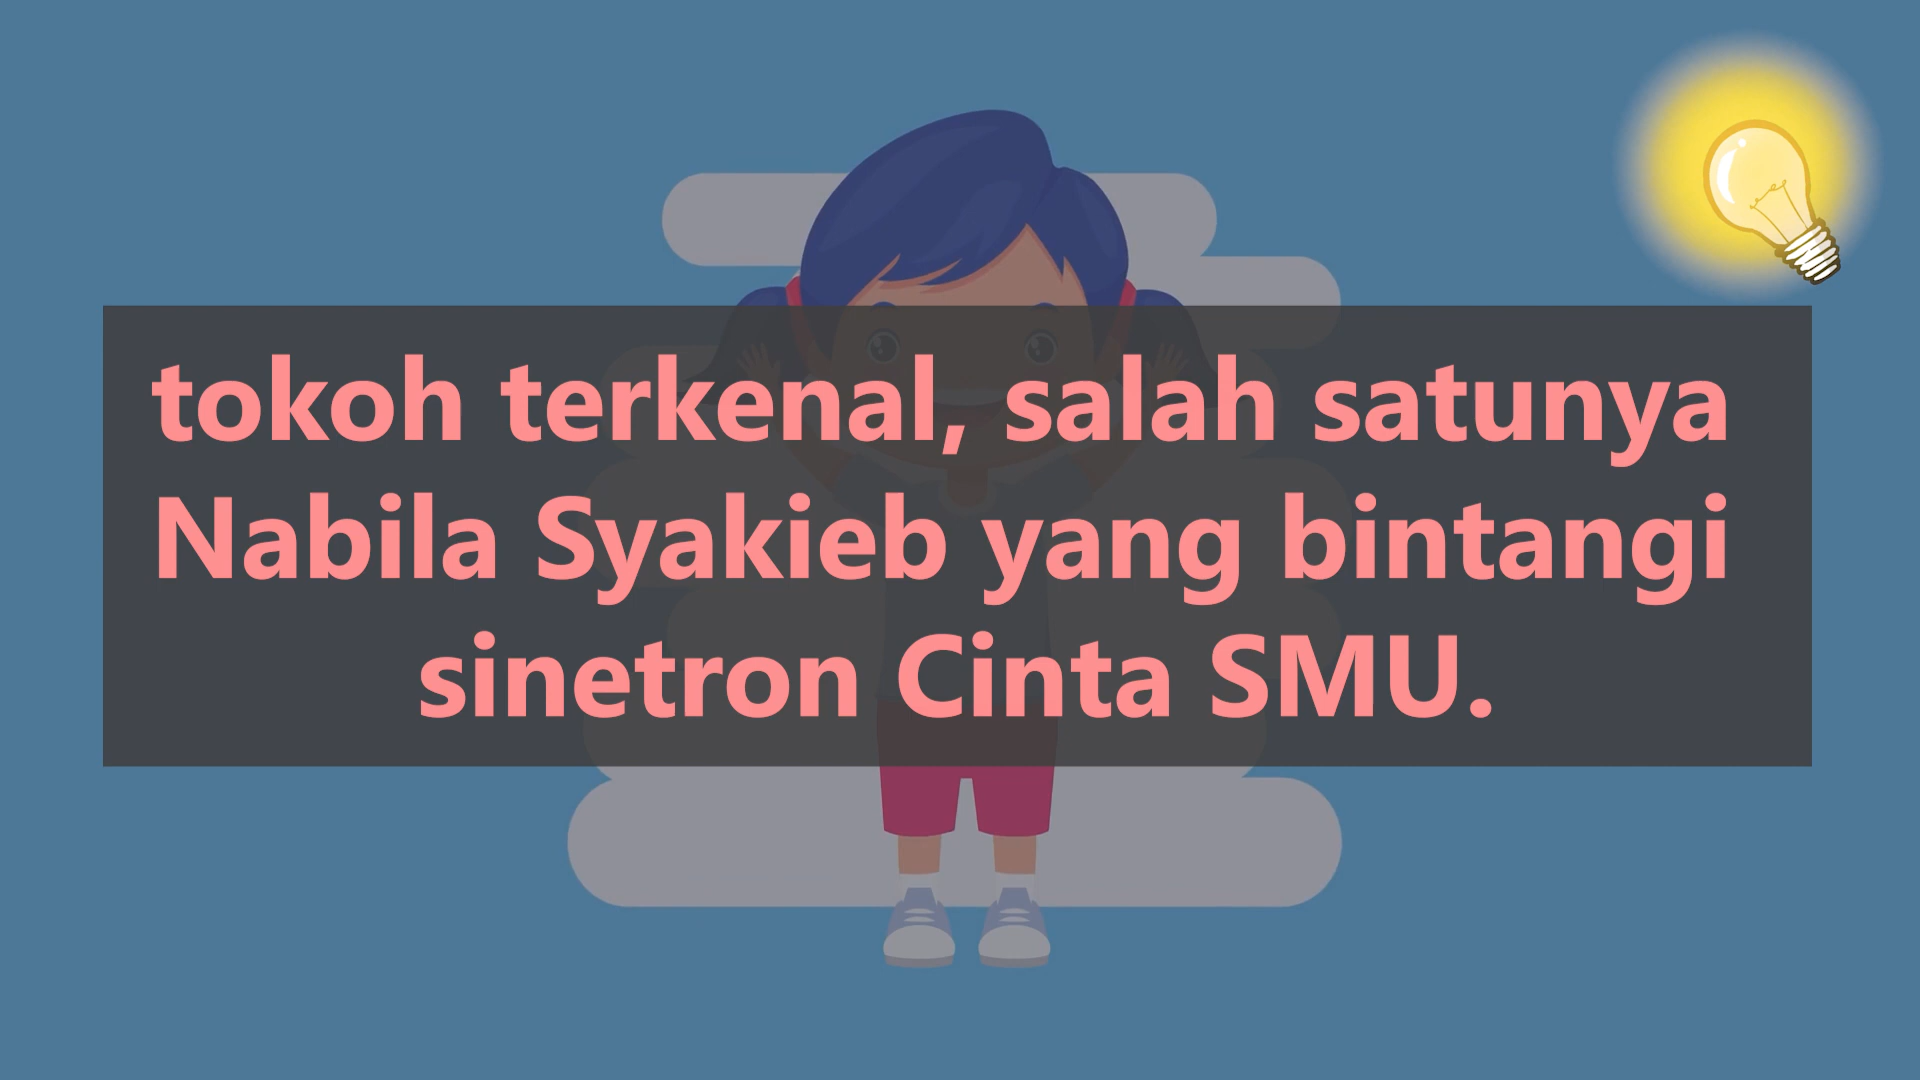 tokoh terkenal, salah satunya
Nabila Syakieb yang bintangi
sinetron Cinta SMU.